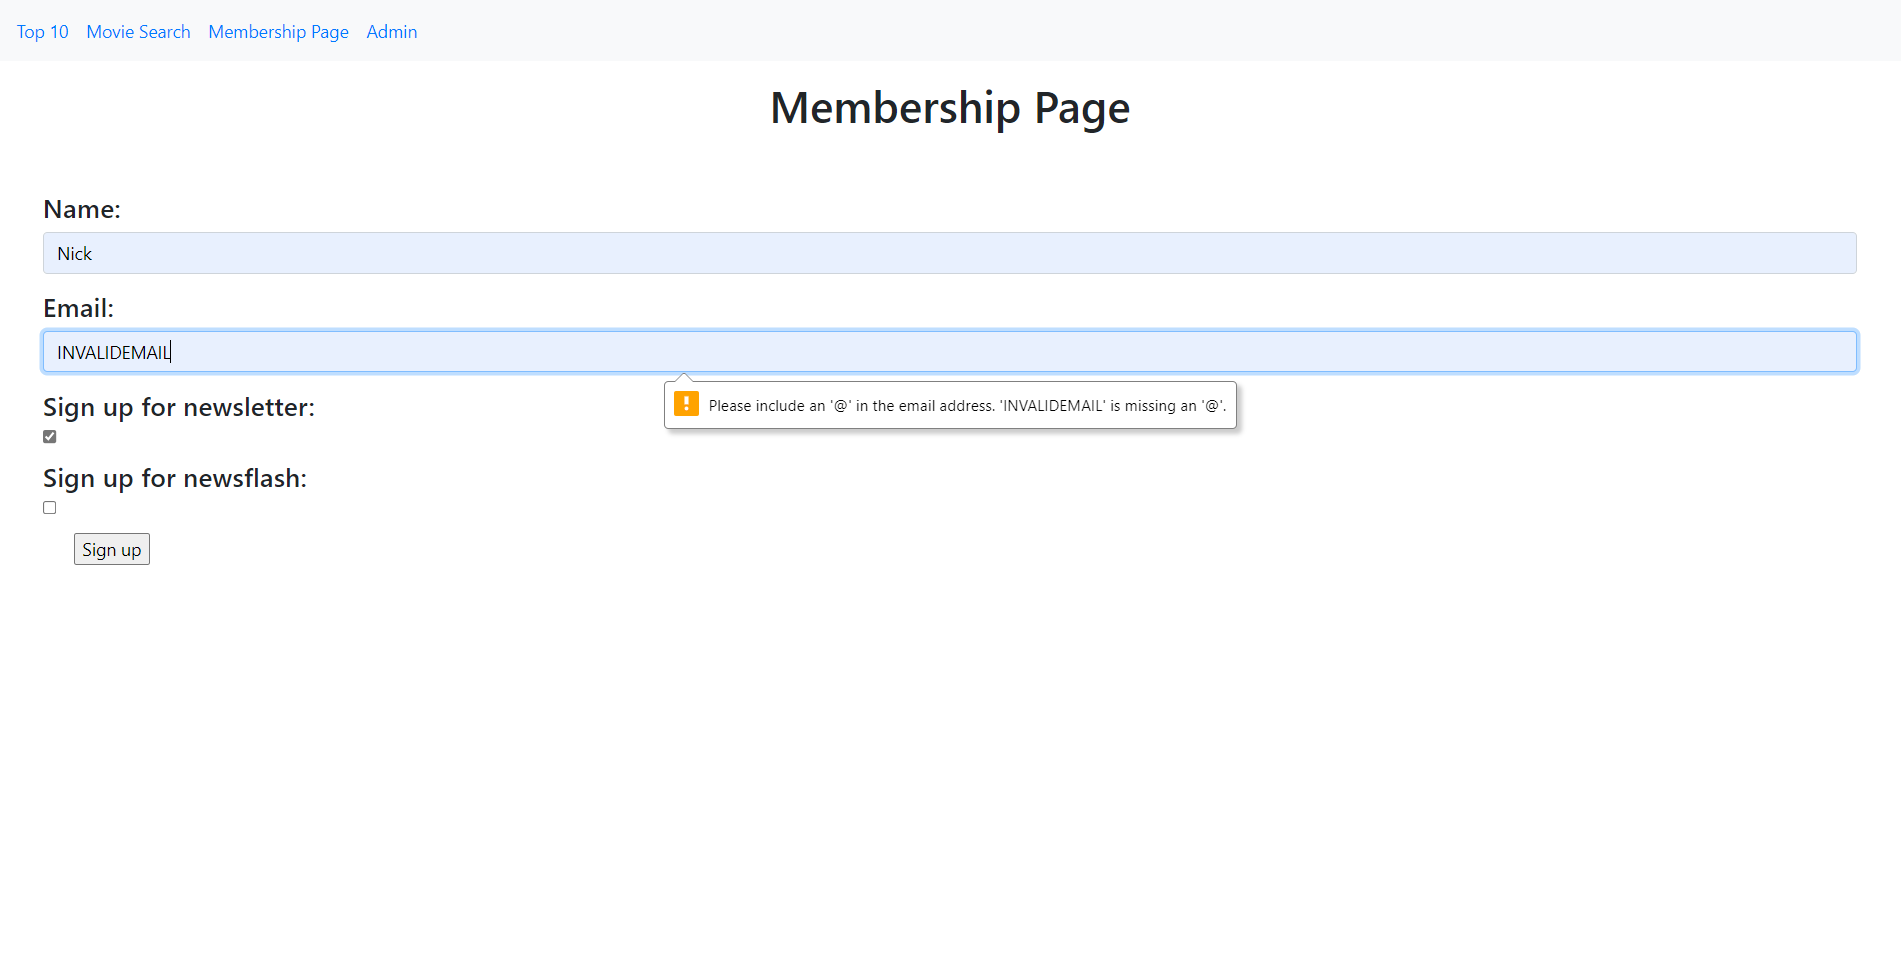 Top 10 Movie Search Membership Page Admin
Membership Page
Name:
Nick
Email:
INVALIDEMAIL
Please include an '@' in the email address. 'INVALIDEMAIL' is missing an '@'.
Sign up for newsletter:
Sign up for newsflash:
Sign up